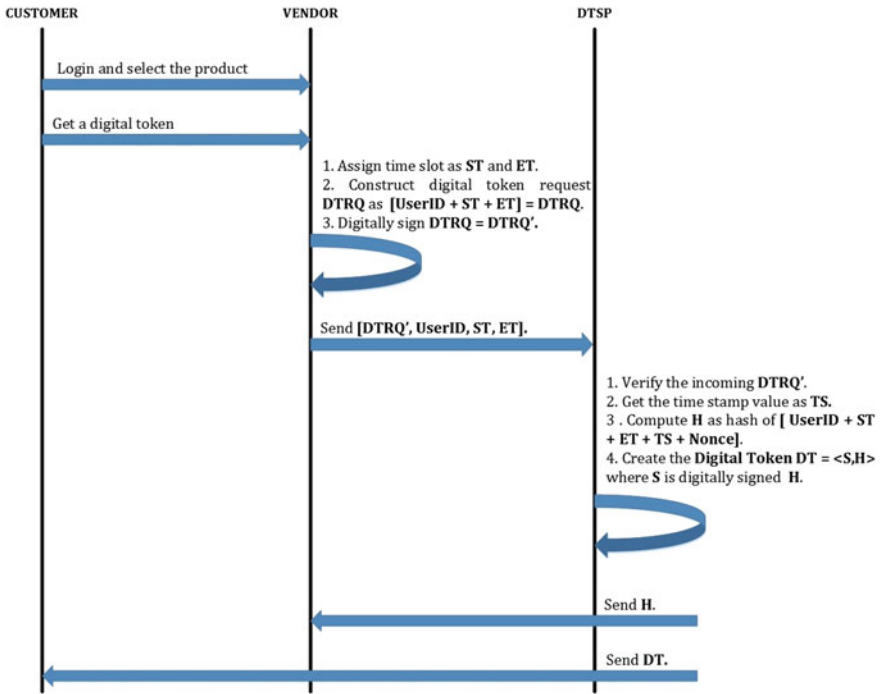 CUSTOMER VENDOR DTSP
Login and select the product
Get a digital token
1. Assign time slot as ST and ET.
2. Construct digital token request
DTRQ as [UserID + ST + ET] = DTRQ.
3. Digitally sign DTRQ = DTRQ’.
Send [DTRQ’, UserID, ST, ET].
1. Verify the incoming DTRQ’.
2. Get the time stamp value as TS.
3 . Compute H as hash of [ UserID + ST
+ ET + TS + Nonce].
4. Create the Digital Token DT = <S,H>
where S is digitally signed H.
Send H.
Send DT.